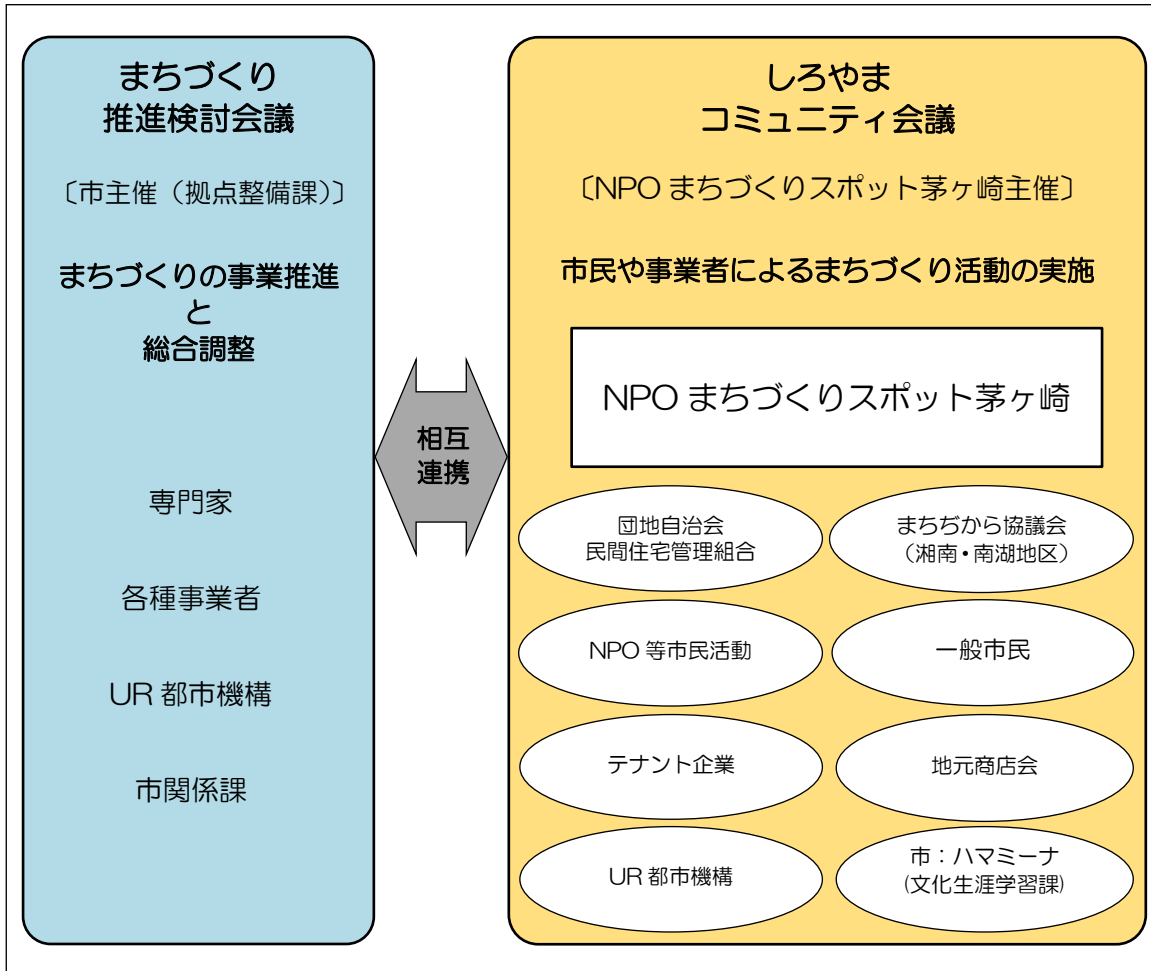 まちづくり
推進検討会議
〔市主催（拠点整備課）〕
まちづくりの事業推進
と
総合調整
専門家
各種事業者
UR 都市機構
市関係課
相互
連携
しろやま
コミュニティ会議
〔NPO まちづくりスポット茅ヶ崎主催〕
市民や事業者によるまちづくり活動の実施
NPO まちづくりスポット茅ヶ崎
団地自治会
民間住宅管理組合
まちぢから協議会
（湘南・南湖地区）
NPO 等市民活動
一般市民
テナント企業
地元商店会
UR 都市機構
市：ハマミーナ
(文化生涯学習課)